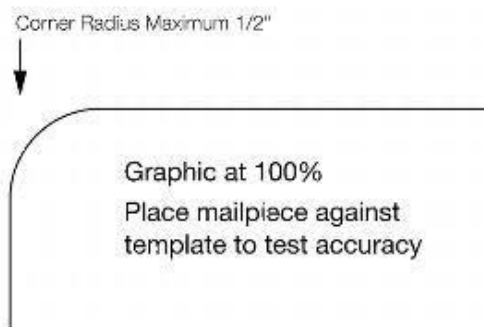 Corner Radius Maximum 1/2"
Graphic at 100%
Place mailpiece against
template to test accuracy